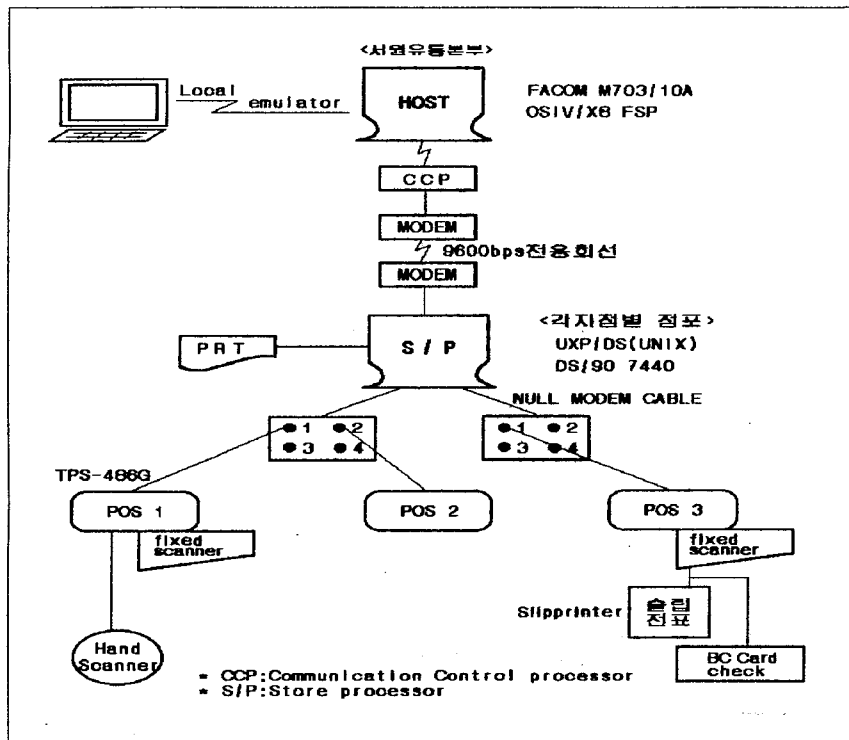 <서원유통본부>
Local
emulator
HOST
FACOM M703/10A
OSIV/X8 FSP
CCP
MODEM
9600bps전용회선
MODEM
<각지점별 점포>
UXP/DS(UNIX)
DS/90 7440
PRT
S/P
NULL MODEM CABLE
1 2
3 4
1 2
3 4
TPS-486G
POS 1
POS 2
POS 3
fixed
scanner
fixed
scanner
Slipprinter
슬립
전표
Hand
Scanner
BC Card
check
* CCP:Communication Control processor
* S/P:Store processor